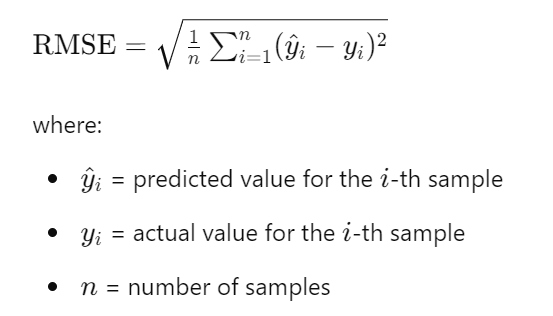 RMSE = √(1/n ∑ⁿᵢ₌₁(ŷᵢ − yᵢ)²)
where:
• ŷᵢ = predicted value for the i-th sample
• yᵢ = actual value for the i-th sample
• n = number of samples